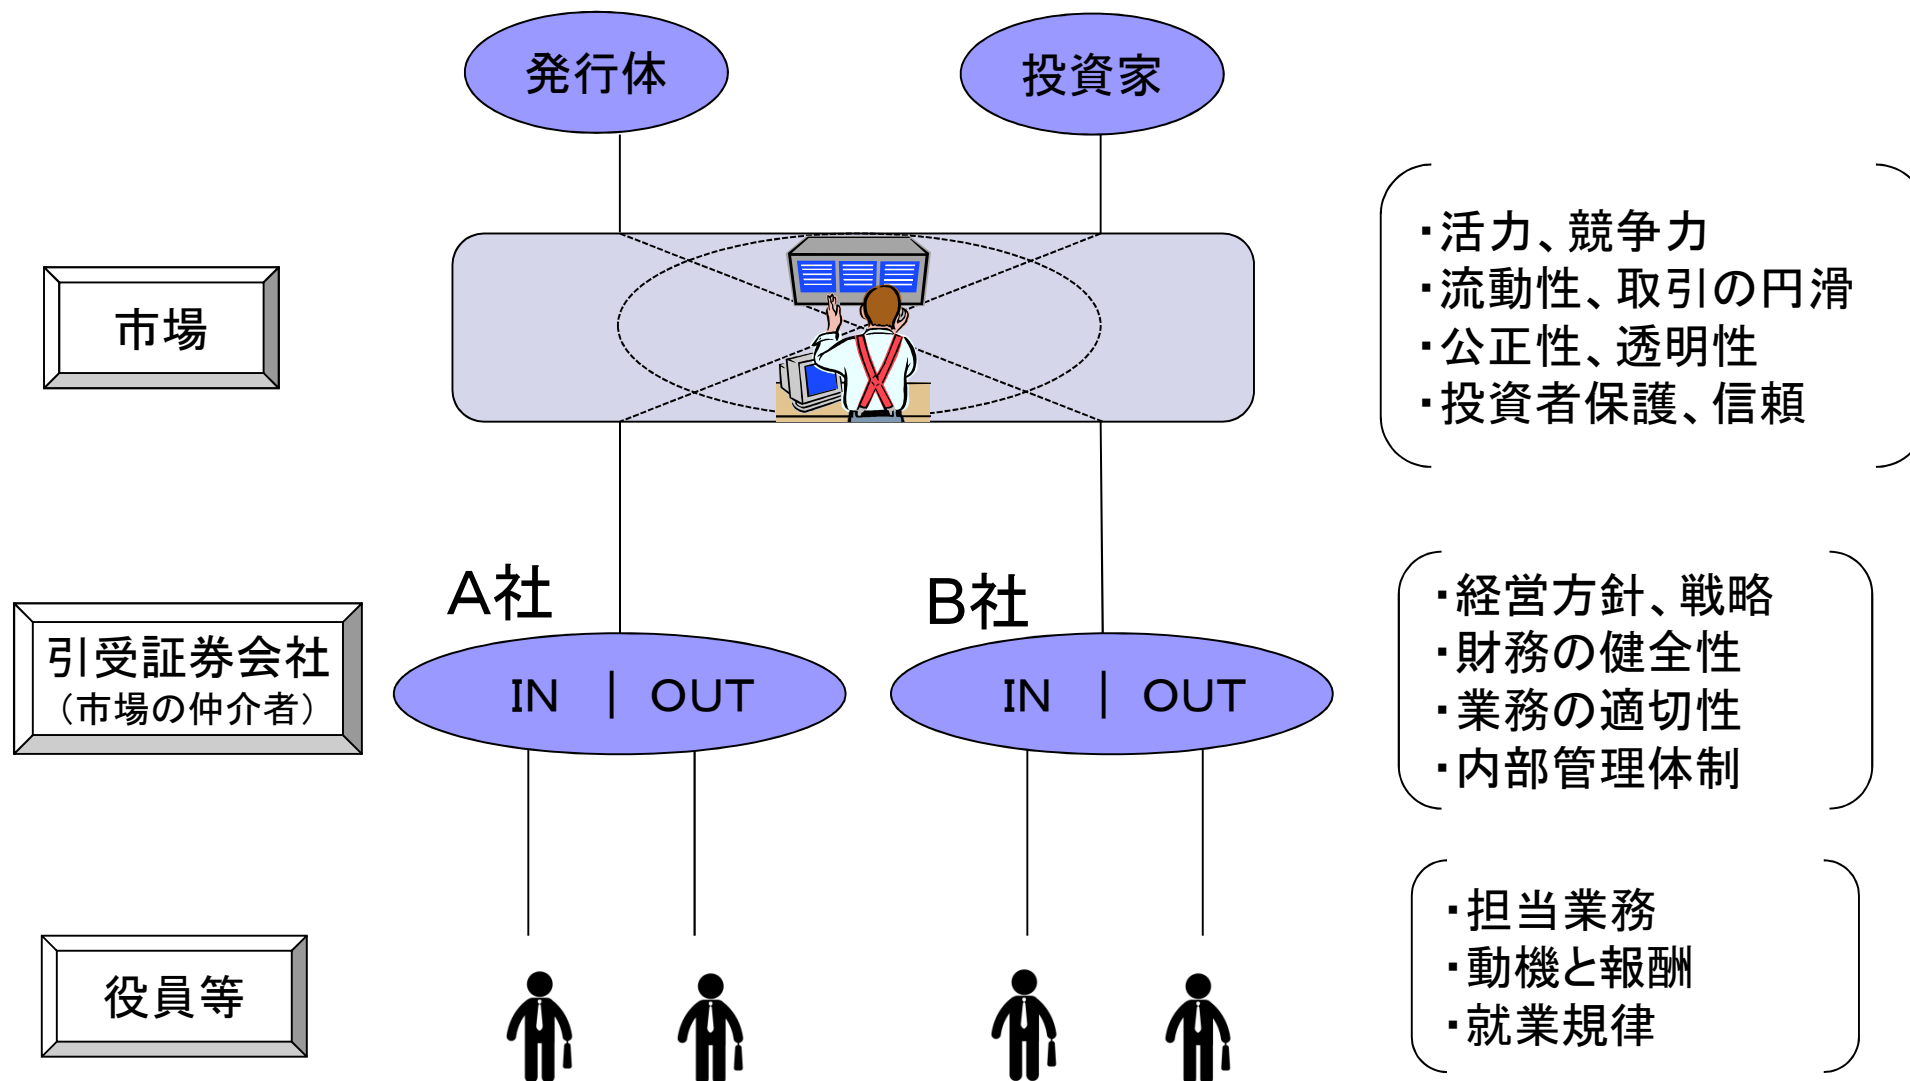 発行体
投資家
市場
・活力、競争力
・流動性、取引の円滑
・公正性、透明性
・投資者保護、信頼
A社
B社
引受証券会社
（市場の仲介者）
IN | OUT
IN | OUT
・経営方針、戦略
・財務の健全性
・業務の適切性
・内部管理体制
役員等
・担当業務
・動機と報酬
・就業規律